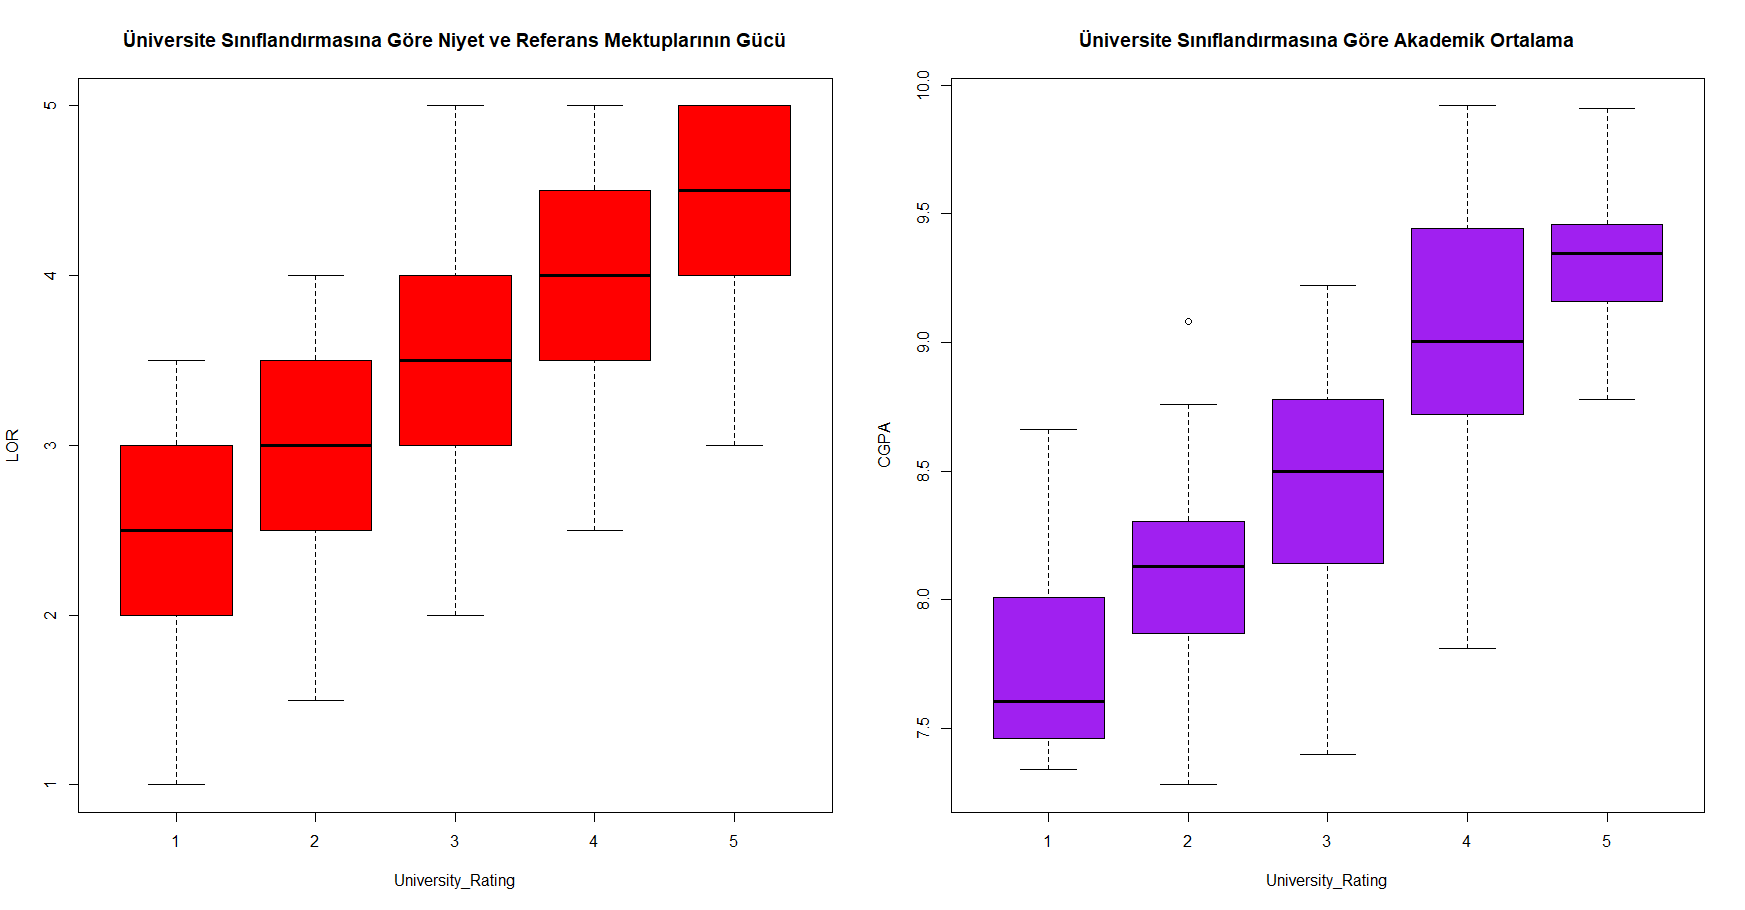 Üniversite Sınıflandırmasına Göre Niyet ve Referans Mektuplarının Gücü
LOR
5
4
3
2
1
1 2 3 4 5
University_Rating
Üniversite Sınıflandırmasına Göre Akademik Ortalama
CGPA
10.0
9.5
9.0
8.5
8.0
7.5
1 2 3 4 5
University_Rating